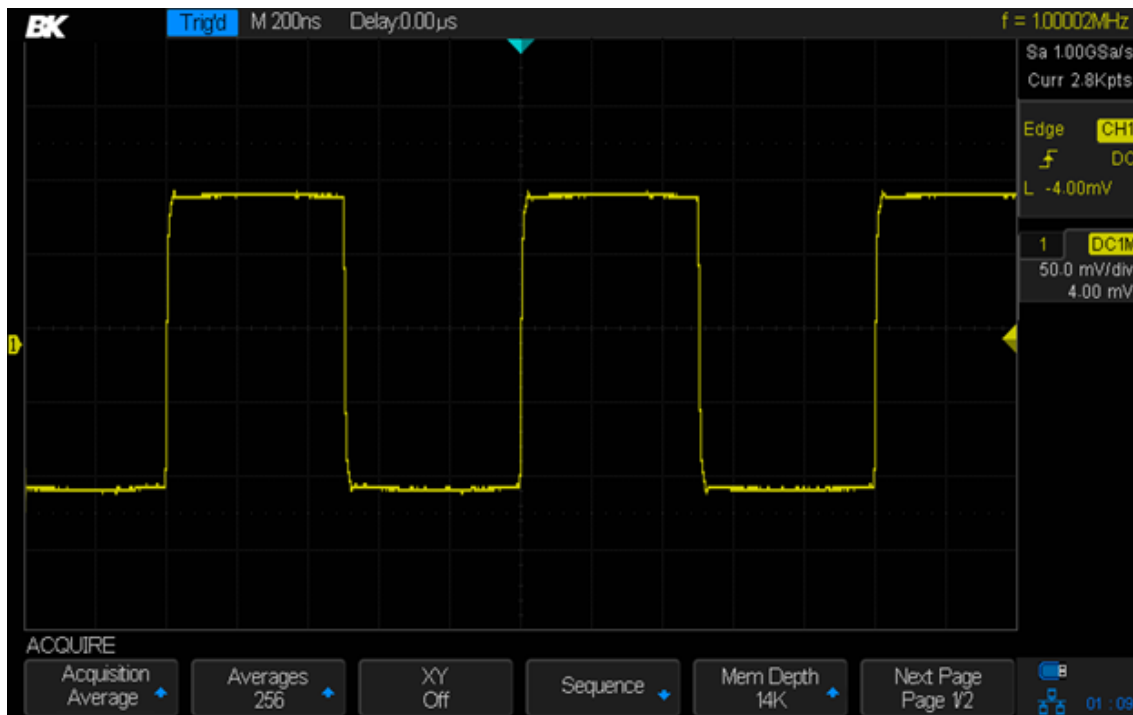 BK Trig'd M 200ns Delay:0.00µs f = 1.00002MHz
Sa 1.00GSa/s
Curr 2.8Kpts
Edge CH1
DC
L -4.00mV
1 DC1M
50.0 mV/div
4.00 mV
1
ACQUIRE
Acquisition
Average
Averages
256
XY
Off
Sequence
Mem Depth
14K
Next Page
Page 1/2
01 : 09